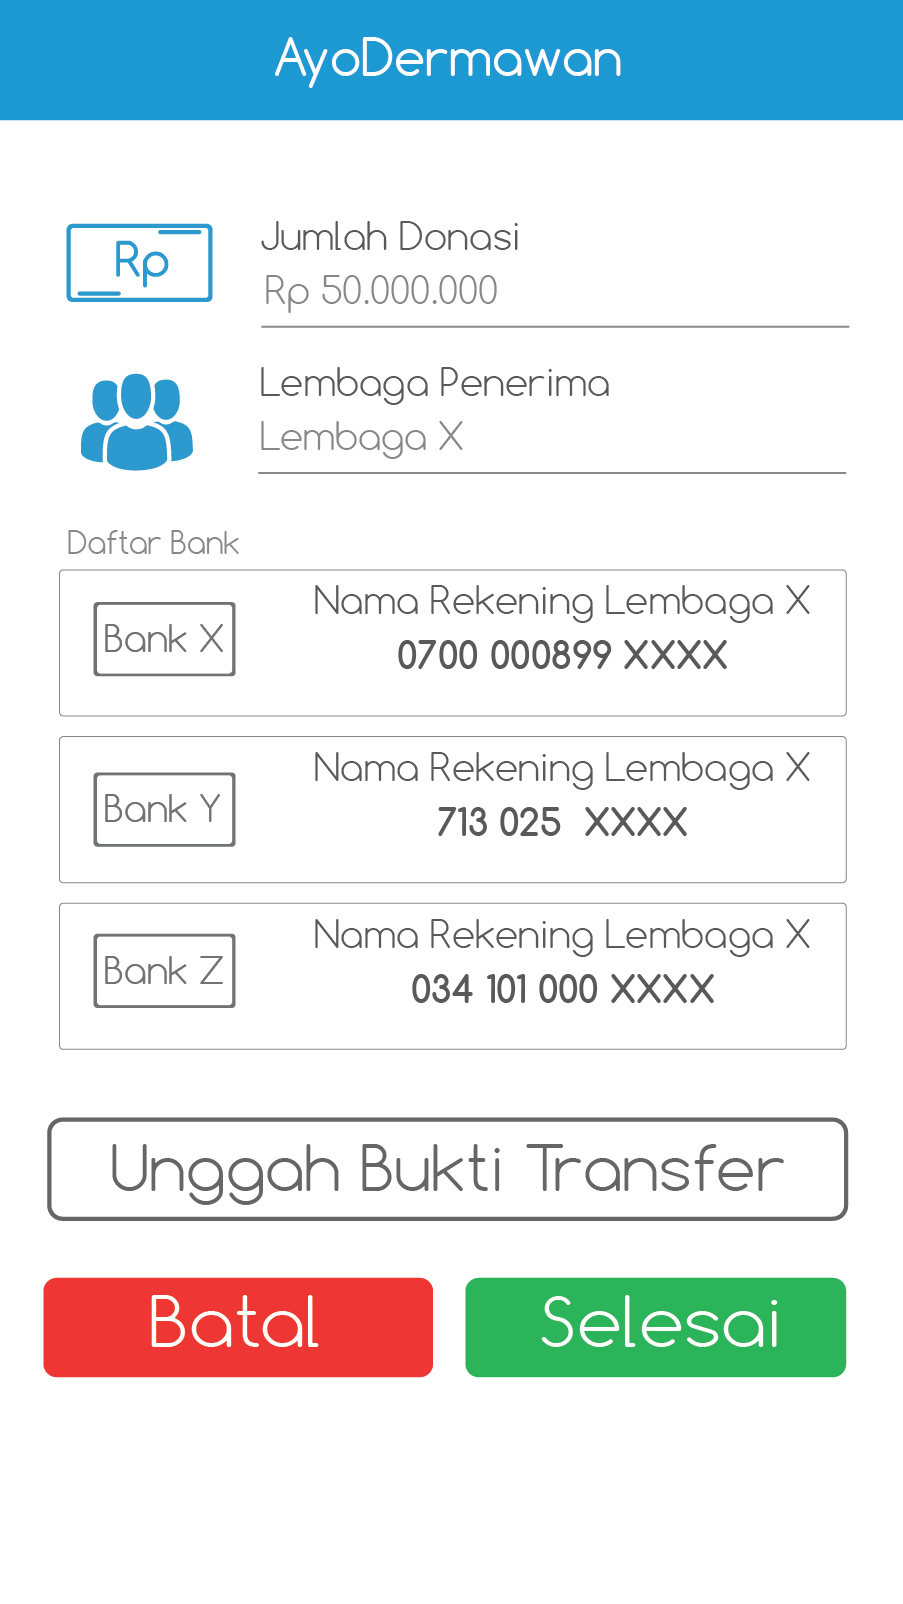 AyoDermawan
Rp
Jumlah Donasi
Rp 50.000.000
Lembaga Penerima
Lembaga X
Daftar Bank
Bank X
Nama Rekening Lembaga X
0700 000899 XXXX
Bank Y
Nama Rekening Lembaga X
713 025  XXXX
Bank Z
Nama Rekening Lembaga X
034 101 000 XXXX
Unggah Bukti Transfer
Batal
Selesai